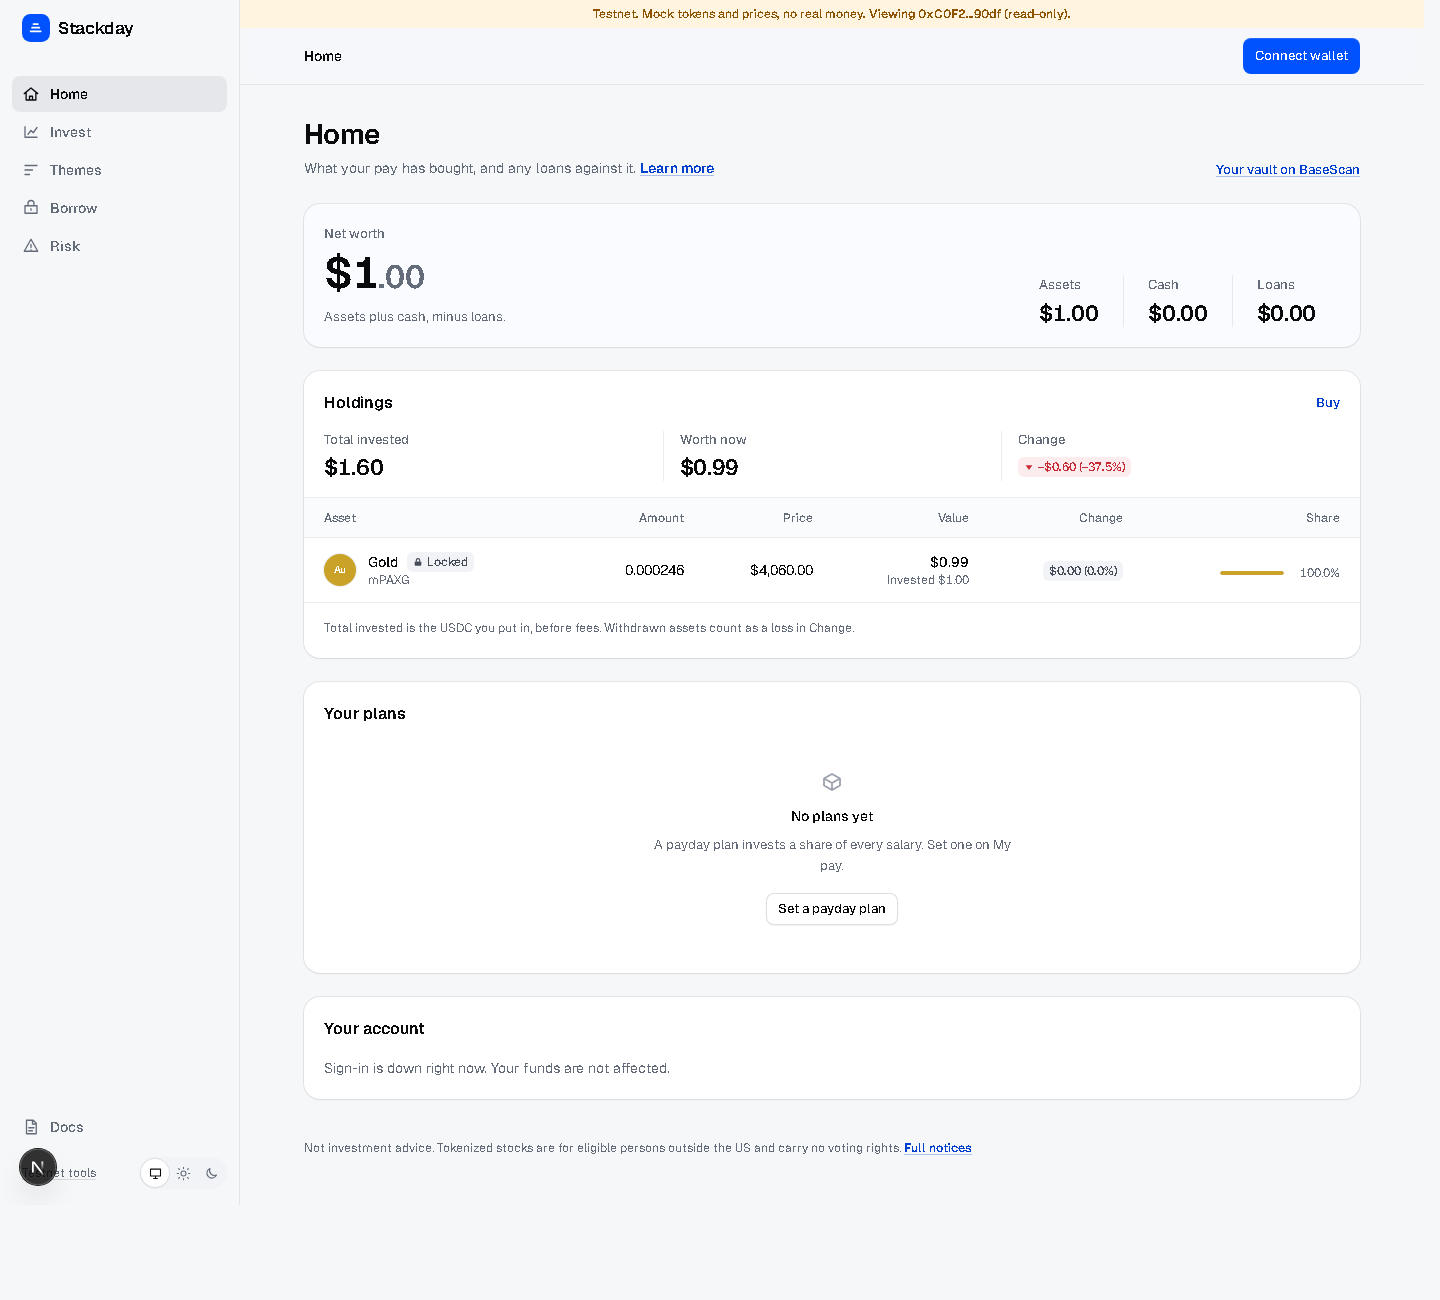 Stackday
Testnet. Mock tokens and prices, no real money. Viewing 0xC0F2…90df (read-only).
Home
Connect wallet
Home
Invest
Themes
Borrow
Risk
Home
What your pay has bought, and any loans against it. Learn more
Your vault on BaseScan
Net worth
$1.00
Assets plus cash, minus loans.
Assets
$1.00
Cash
$0.00
Loans
$0.00
Holdings
Buy
Total invested
$1.60
Worth now
$0.99
Change
−$0.60 (−37.5%)
Asset Amount Price Value Change Share
Au
Gold Locked
mPAXG
0.000246
$4,060.00
$0.99
Invested $1.00
$0.00 (0.0%)
100.0%
Total invested is the USDC you put in, before fees. Withdrawn assets count as a loss in Change.
Your plans
No plans yet
A payday plan invests a share of every salary. Set one on My
pay.
Set a payday plan
Your account
Sign-in is down right now. Your funds are not affected.
Not investment advice. Tokenized stocks are for eligible persons outside the US and carry no voting rights. Full notices
Docs
N
tools